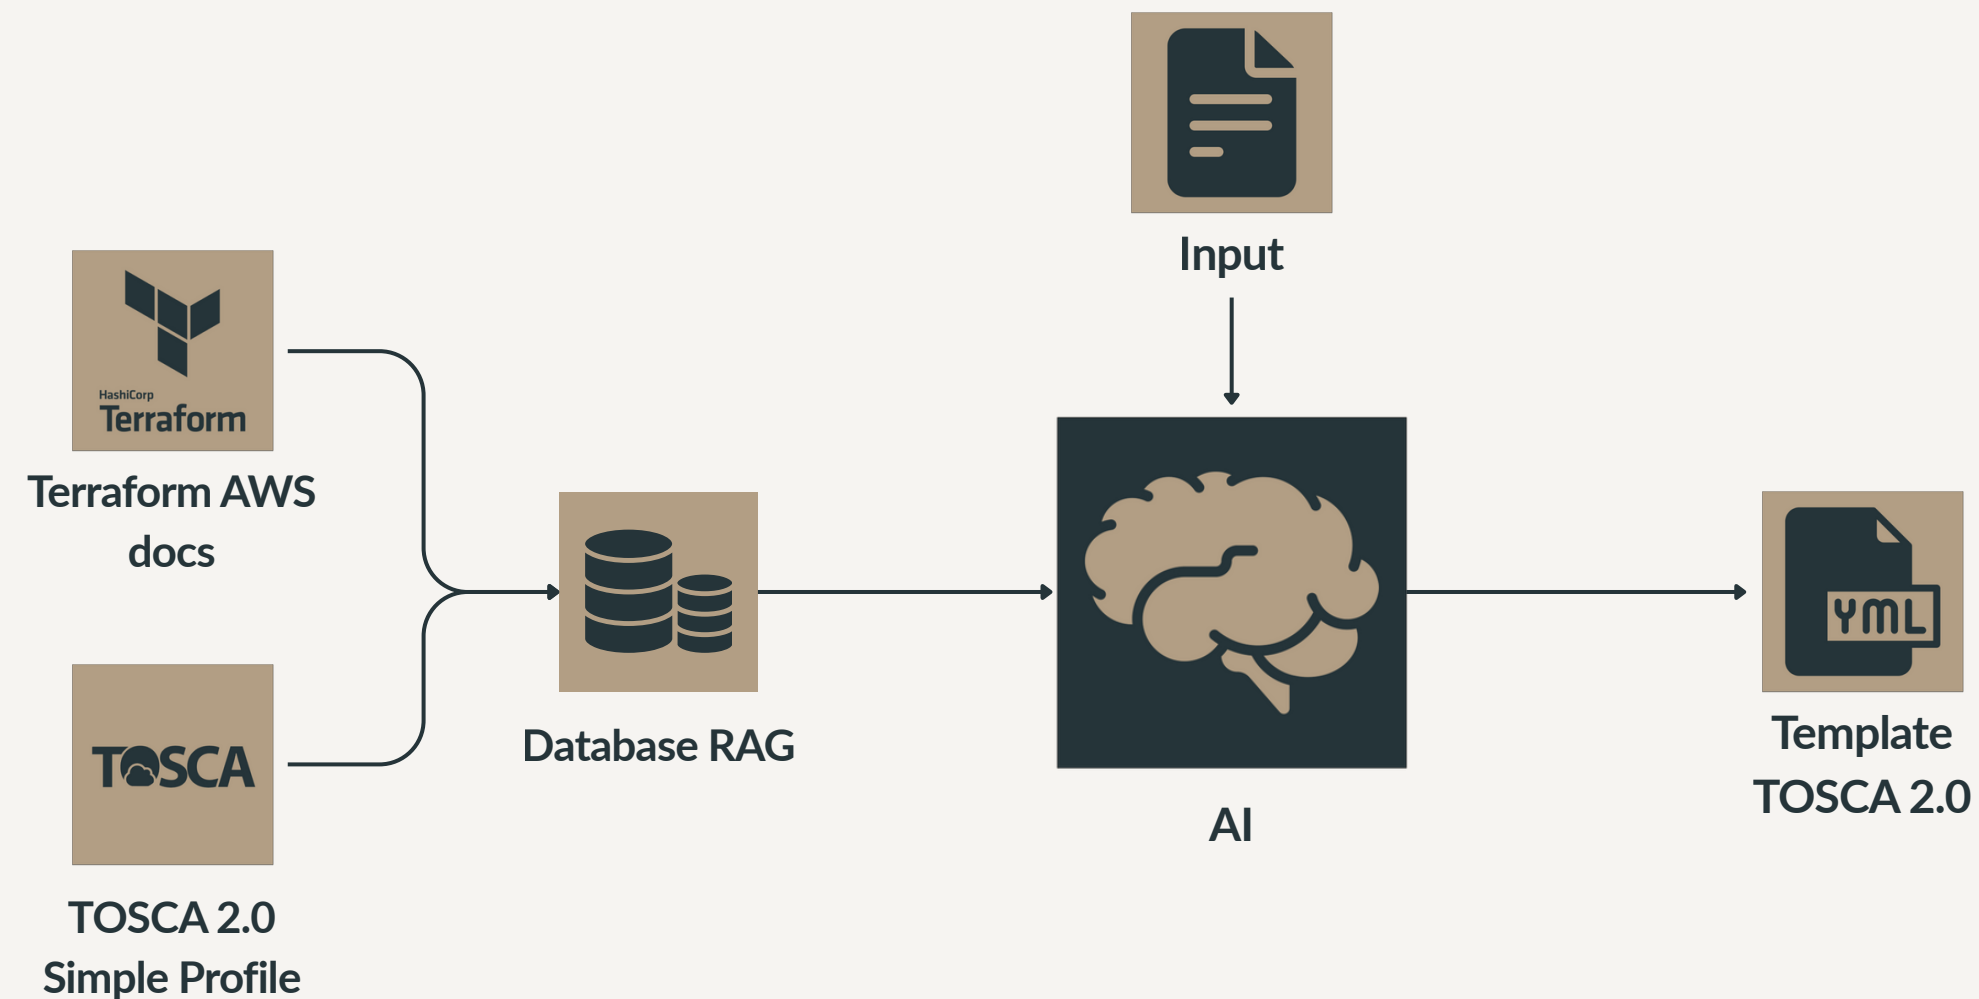 Input
HashiCorp
Terraform
Terraform AWS
docs
TOSCA
TOSCA 2.0
Simple Profile
Database RAG
AI
YML
Template
TOSCA 2.0